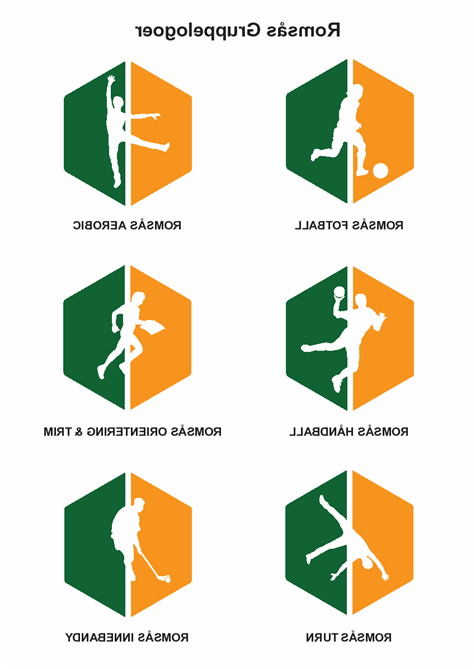 Romsås Gruppelogoer
ROMSÅS FOTBALL
ROMSÅS AEROBIC
ROMSÅS HÅNDBALL
ROMSÅS ORIENTERING & TRIM
ROMSÅS TURN
ROMSÅS INNEBANDY